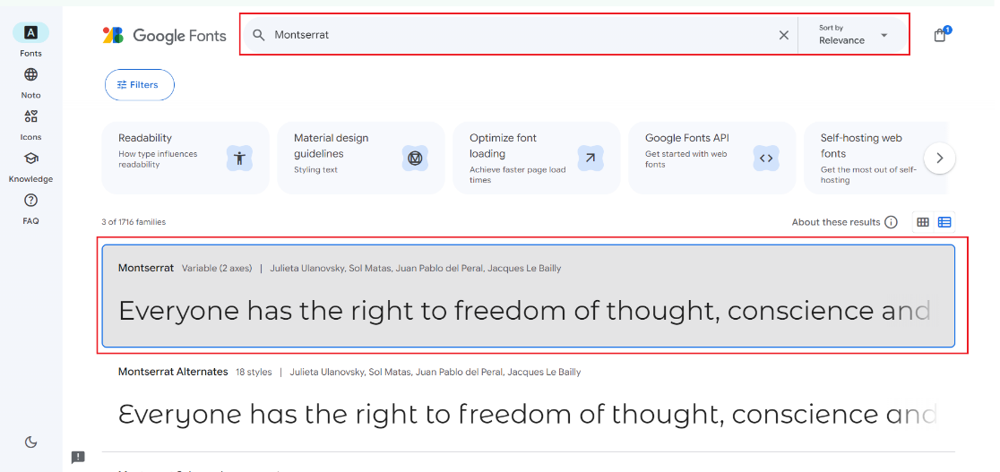 A
Fonts
Noto
Icons
Knowledge
?
FAQ
Google Fonts
Montserrat
Sort by
Relevance
1
Filters
Readability
How type influences
readability
Material design
guidelines
Styling text
Optimize font
loading
Achieve faster page load
times
Google Fonts API
Get started with web
fonts
Self-hosting web
fonts
Get the most out of self-
hosting
3 of 1716 families
About these results
Montserrat Variable (2 axes) | Julieta Ulanovsky, Sol Matas, Juan Pablo del Peral, Jacques Le Bailly
Everyone has the right to freedom of thought, conscience and
Montserrat Alternates 18 styles | Julieta Ulanovsky, Sol Matas, Juan Pablo del Peral, Jacques Le Bailly
Everyone has the right to freedom of thought, conscience and